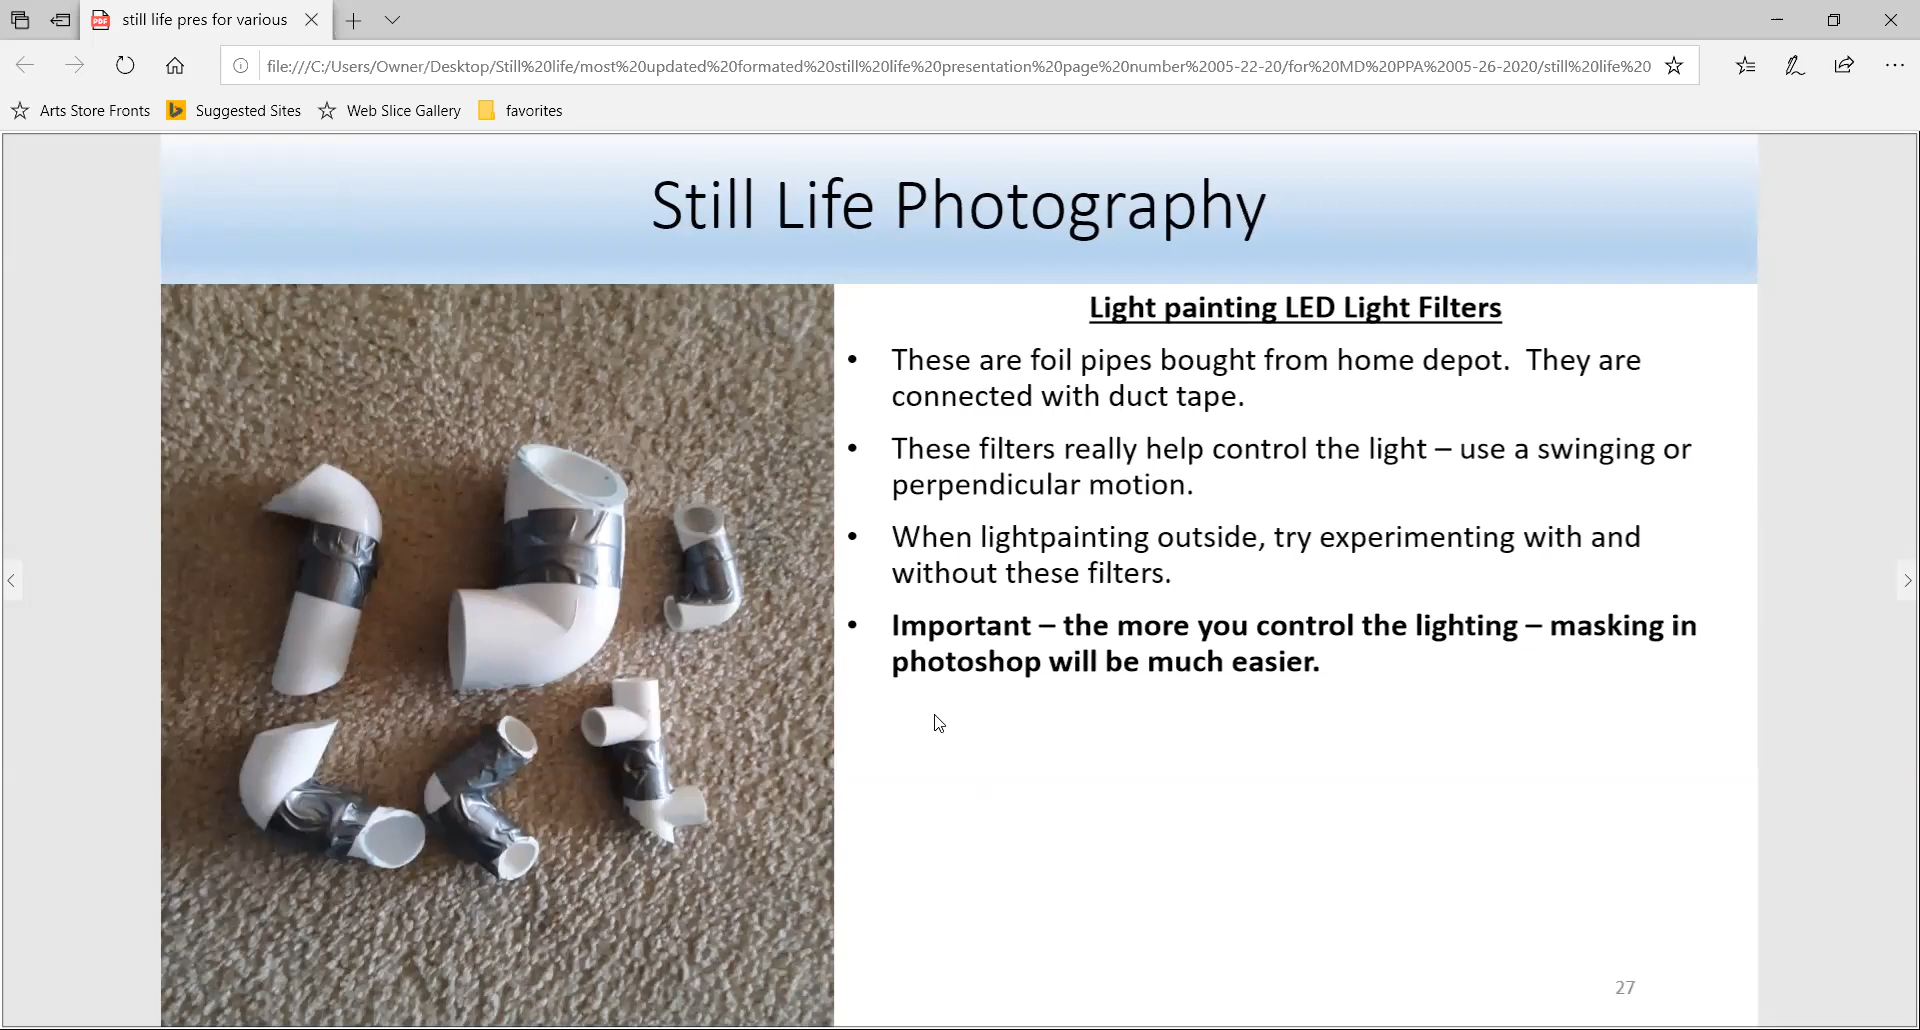 still life pres for various
file:///C:/Users/Owner/Desktop/Still%20life/most%20updated%20formated%20still%20life%20presentation%20page%20number%2005-22-20/for%20MD%20PPA%2005-26-2020/still%20life%20
Arts Store Fronts
Suggested Sites
Web Slice Gallery
favorites
Still Life Photography
Light painting LED Light Filters
• These are foil pipes bought from home depot.  They are
connected with duct tape.
• These filters really help control the light – use a swinging or
perpendicular motion.
• When lightpainting outside, try experimenting with and
without these filters.
• Important – the more you control the lighting – masking in
photoshop will be much easier.
27